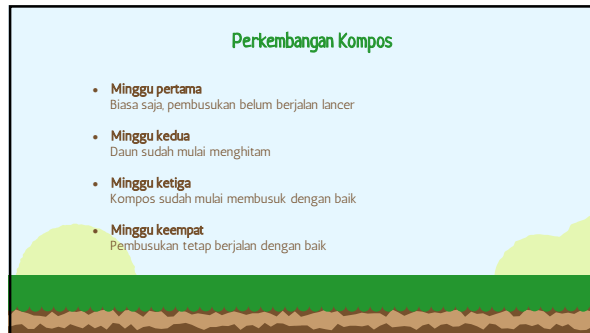 Perkembangan Kompos
• Minggu pertama
Biasa saja, pembusukan belum berjalan lancer
• Minggu kedua
Daun sudah mulai menghitam
• Minggu ketiga
Kompos sudah mulai membusuk dengan baik
• Minggu keempat
Pembusukan tetap berjalan dengan baik